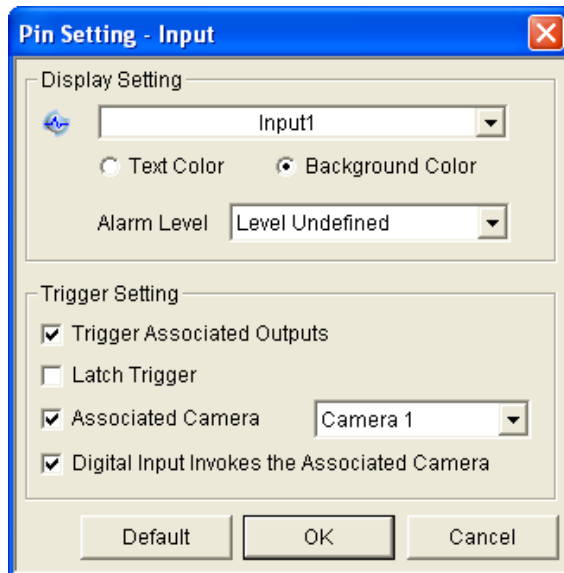 Pin Setting - Input
Display Setting
Input1
Text Color Background Color
Alarm Level Level Undefined
Trigger Setting
Trigger Associated Outputs
Latch Trigger
Associated Camera Camera 1
Digital Input Invokes the Associated Camera
Default OK Cancel